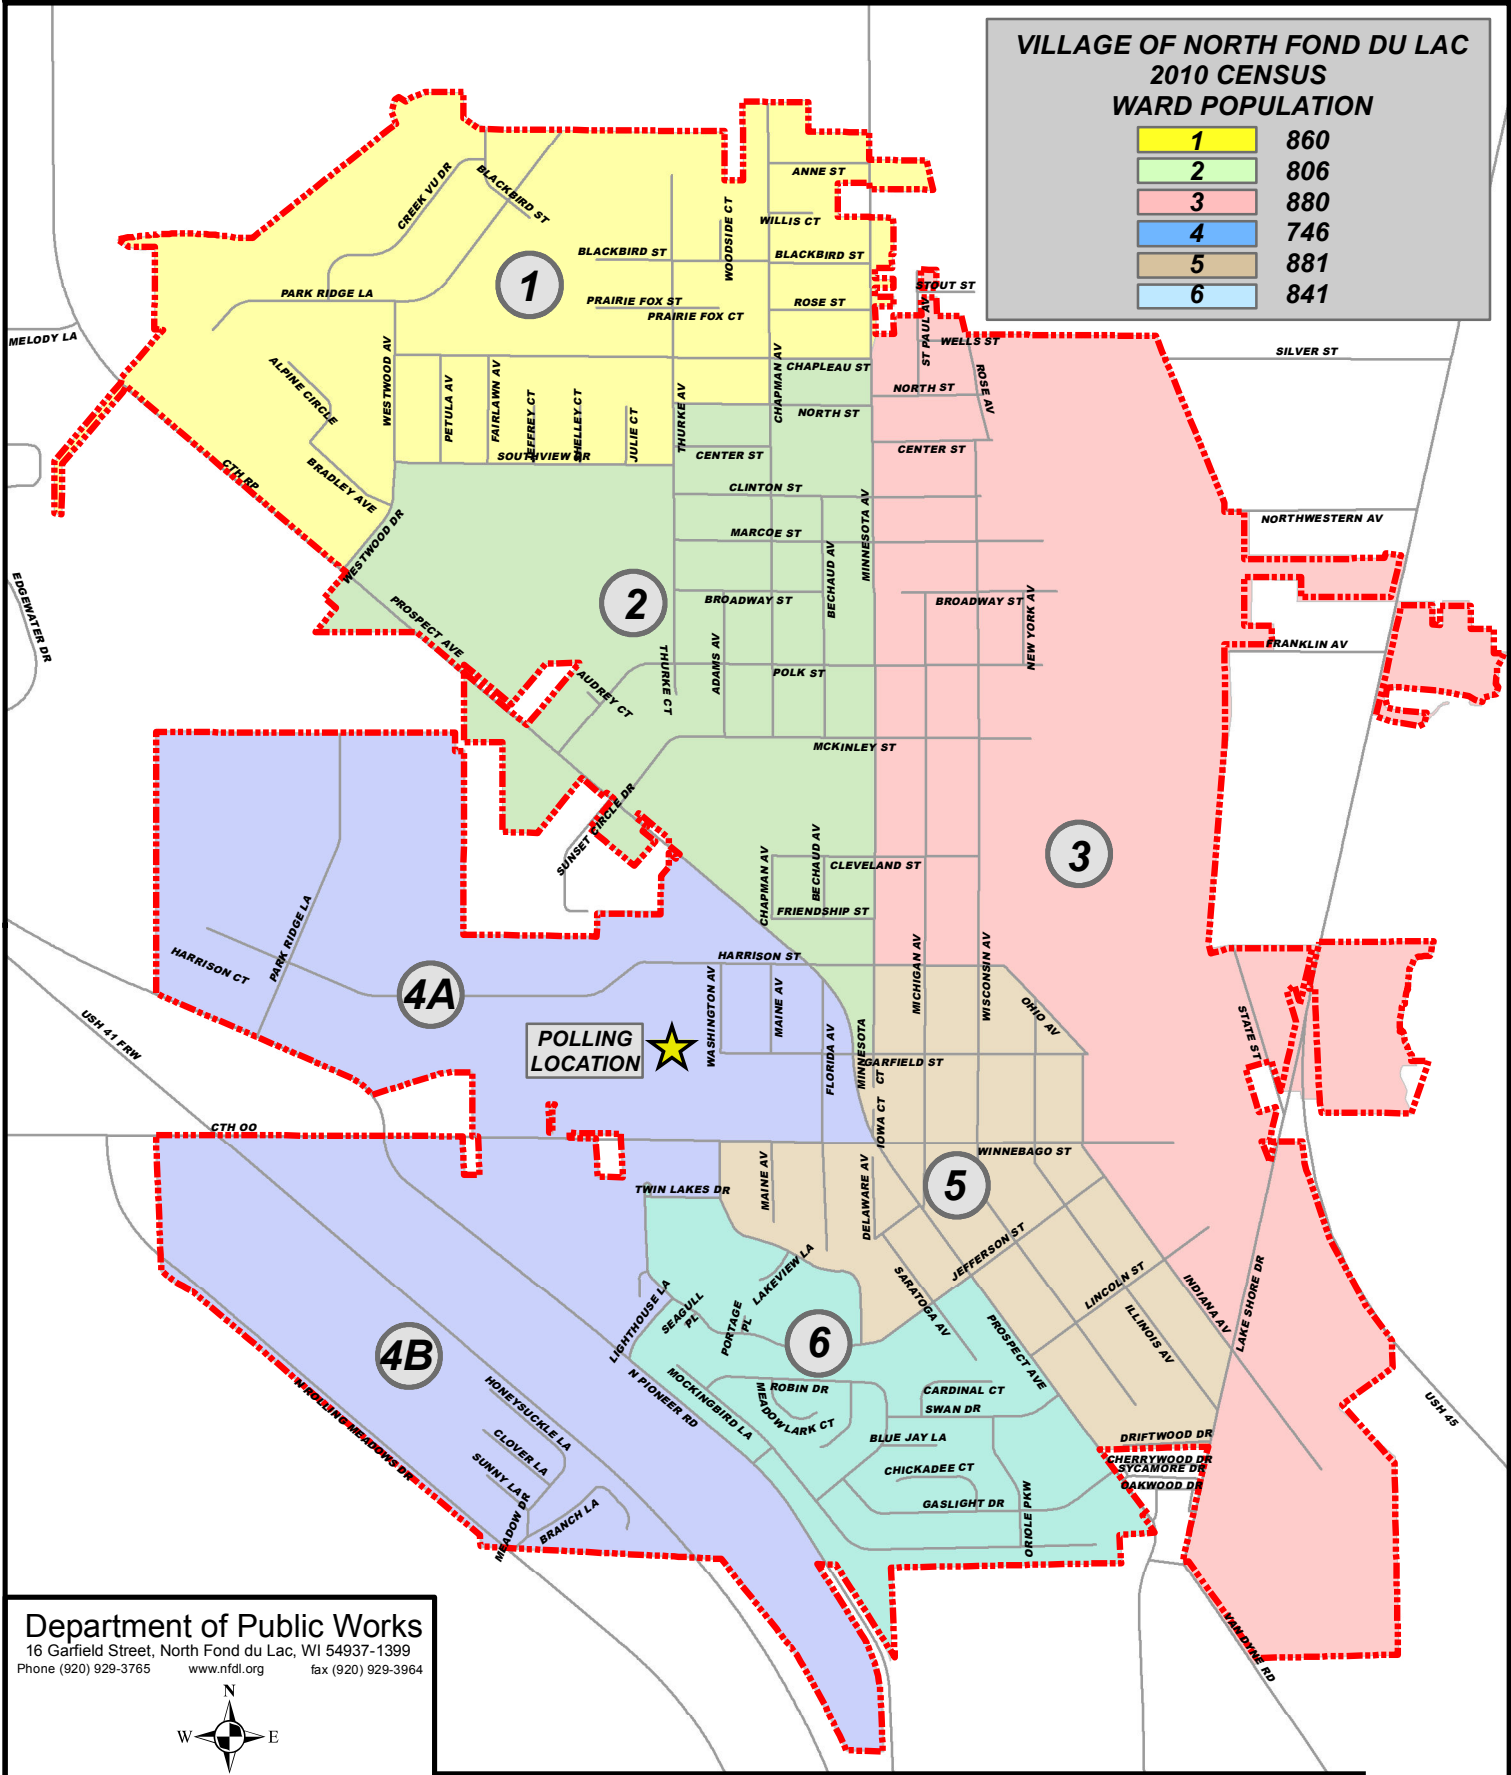 VILLAGE OF NORTH FOND DU LAC
2010 CENSUS
WARD POPULATION
1 860
2 806
3 880
4 746
5 881
6 841
ANNE ST
CREEK VU DR
BLACKBIRD ST
WILLIS CT
WOODSIDE CT
BLACKBIRD ST
BLACKBIRD ST
1
PARK RIDGE LA
PRAIRIE FOX ST
PRAIRIE FOX CT
ROSE ST
STOUT ST
ST PAUL AV
WELLS ST
MELODY LA
SILVER ST
ALPINE CIRCLE
WESTWOOD AV
PETULA AV
FAIRLAWN AV
JEFFREY CT
SHELLEY CT
JULIE CT
THURKE AV
CHAPMAN AV
CHAPLEAU ST
NORTH ST
NORTH ST
ROSE AV
SOUTHVIEW DR
CENTER ST
CENTER ST
CTH RP
BRADLEY AVE
CLINTON ST
MINNESOTA AV
NORTHWESTERN AV
WESTWOOD DR
MARCOE ST
BECHAUD AV
EDGEWATER DR
PROSPECT AVE
2
BROADWAY ST
BROADWAY ST
NEW YORK AV
FRANKLIN AV
ADAMS AV
THURKE CT
POLK ST
AUDREY CT
MCKINLEY ST
SUNSET CIRCLE DR
3
CHAPMAN AV
BECHAUD AV
CLEVELAND ST
FRIENDSHIP ST
HARRISON CT
PARK RIDGE LA
HARRISON ST
4A
WASHINGTON AV
MAINE AV
FLORIDA AV
MICHIGAN AV
WISCONSIN AV
OHIO AV
USH 41 FRW
POLLING
LOCATION
MINNESOTA
CT
GARFIELD ST
STATE ST
IOWA CT
CTH OO
WINNEBAGO ST
TWIN LAKES DR
MAINE AV
DELAWARE AV
5
JEFFERSON ST
LAKEVIEW LA
SARATOGA AV
LINCOLN ST
INDIANA AV
LAKE SHORE DR
LIGHTHOUSE LA
SEAGULL
PL
PORTAGE
PL
6
PROSPECT AVE
ILLINOIS AV
4B
N PIONEER RD
MOCKINGBIRD LA
ROBIN DR
MEADOWLARK CT
CARDINAL CT
SWAN DR
USH 45
N ROLLING MEADOWS DR
HONEYSUCKLE LA
CLOVER LA
SUNNY LA
BLUE JAY LA
DRIFTWOOD DR
CHERRYWOOD DR
SYCAMORE DR
OAKWOOD DR
CHICKADEE CT
GASLIGHT DR
ORIOLE PKW
MEADOW DR
BRANCH LA
VAN DYNE RD
Department of Public Works
16 Garfield Street, North Fond du Lac, WI 54937-1399
Phone (920) 929-3765 www.nfdl.org fax (920) 929-3964
N
W E